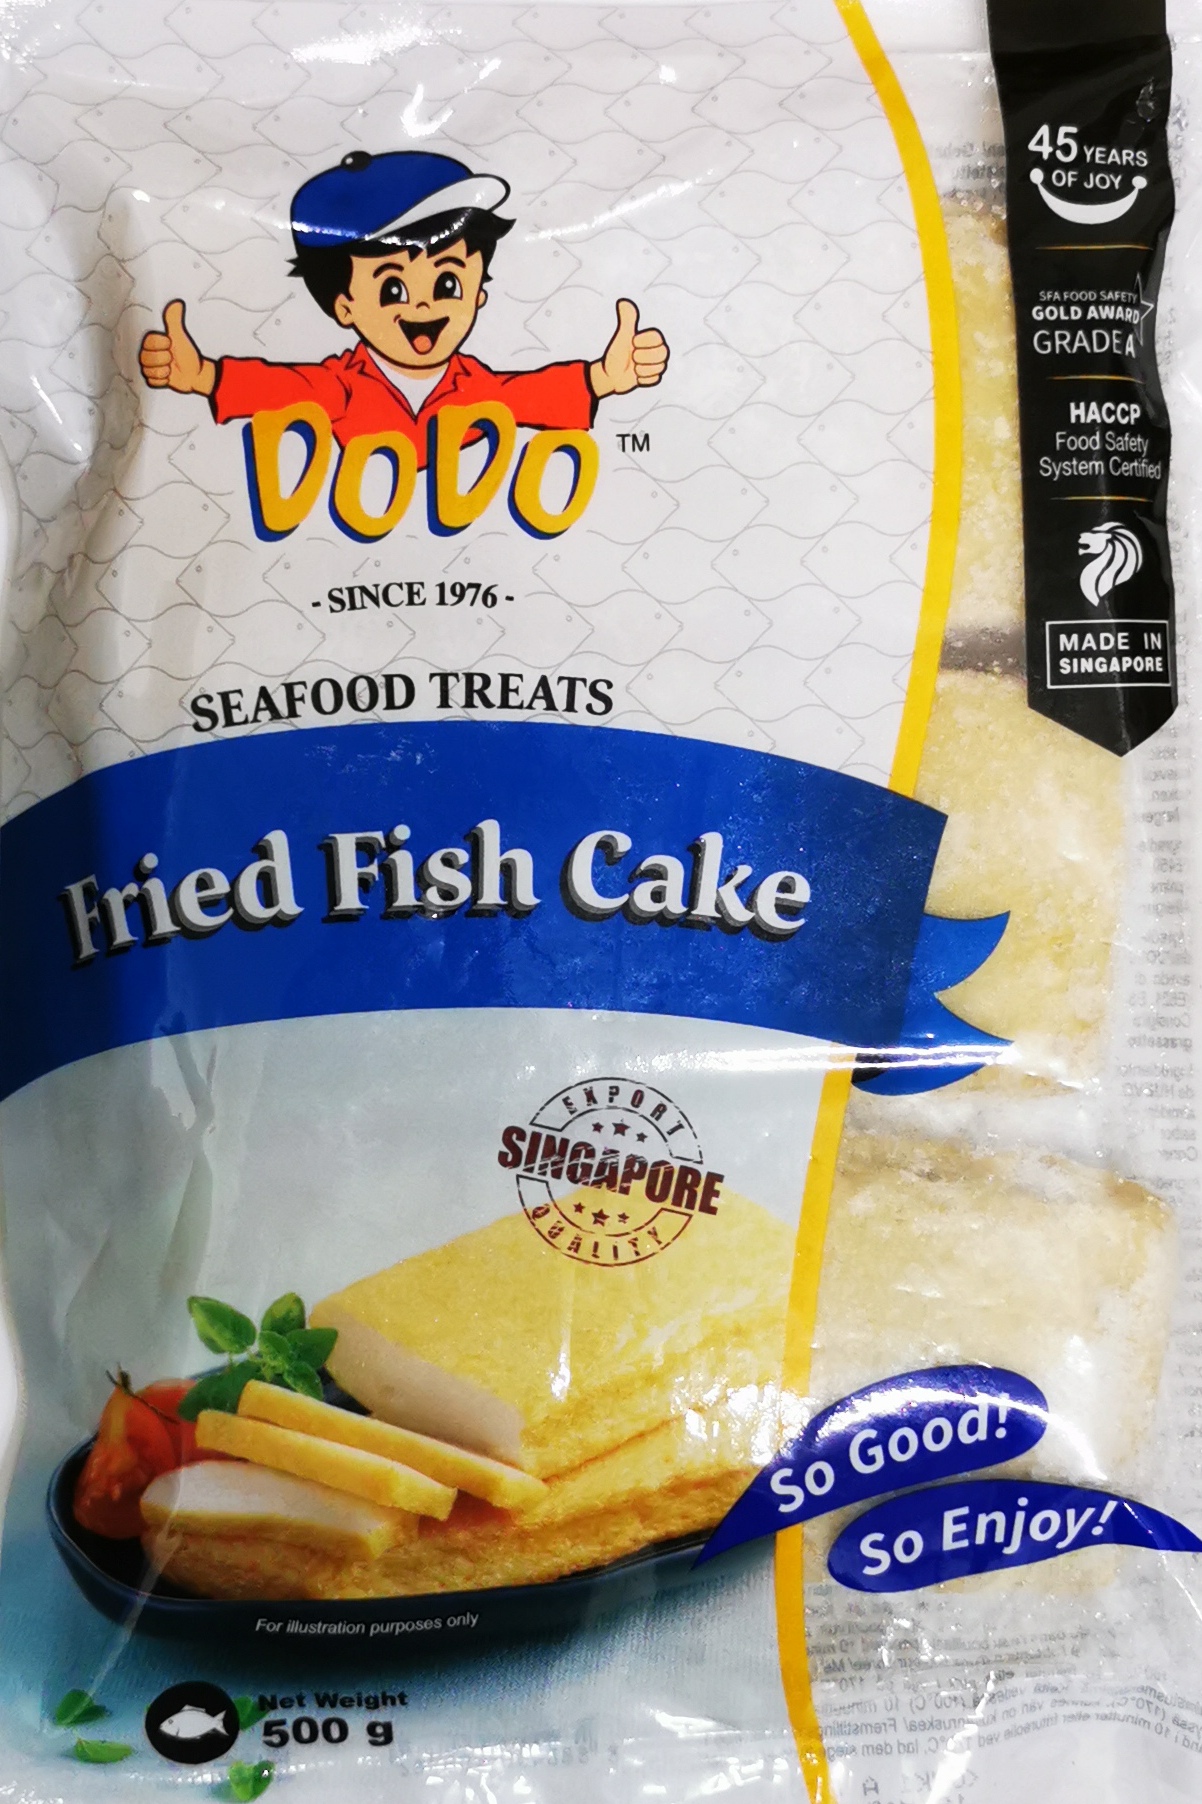 45 YEARS
OF JOY
SFA FOOD SAFETY
GOLD AWARD
GRADE A
HACCP
Food Safety
System Certified
MADE IN
SINGAPORE
DODO TM
- SINCE 1976 -
SEAFOOD TREATS
Fried Fish Cake
EXPORT
SINGAPORE
QUALITY
So Good!
So Enjoy!
For illustration purposes only
Net Weight
500 g